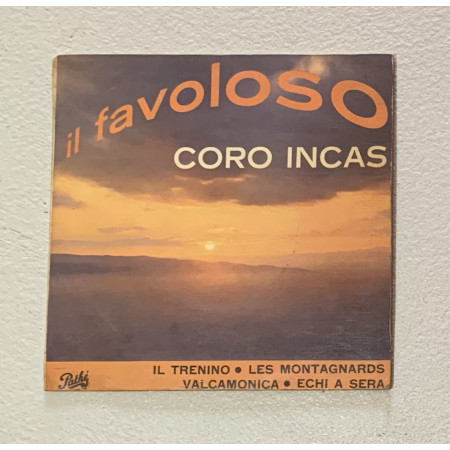 il favoloso
CORO INCAS
IL TRENINO • LES MONTAGNARDS
VALCAMONICA • ECHI A SERA
Pathé